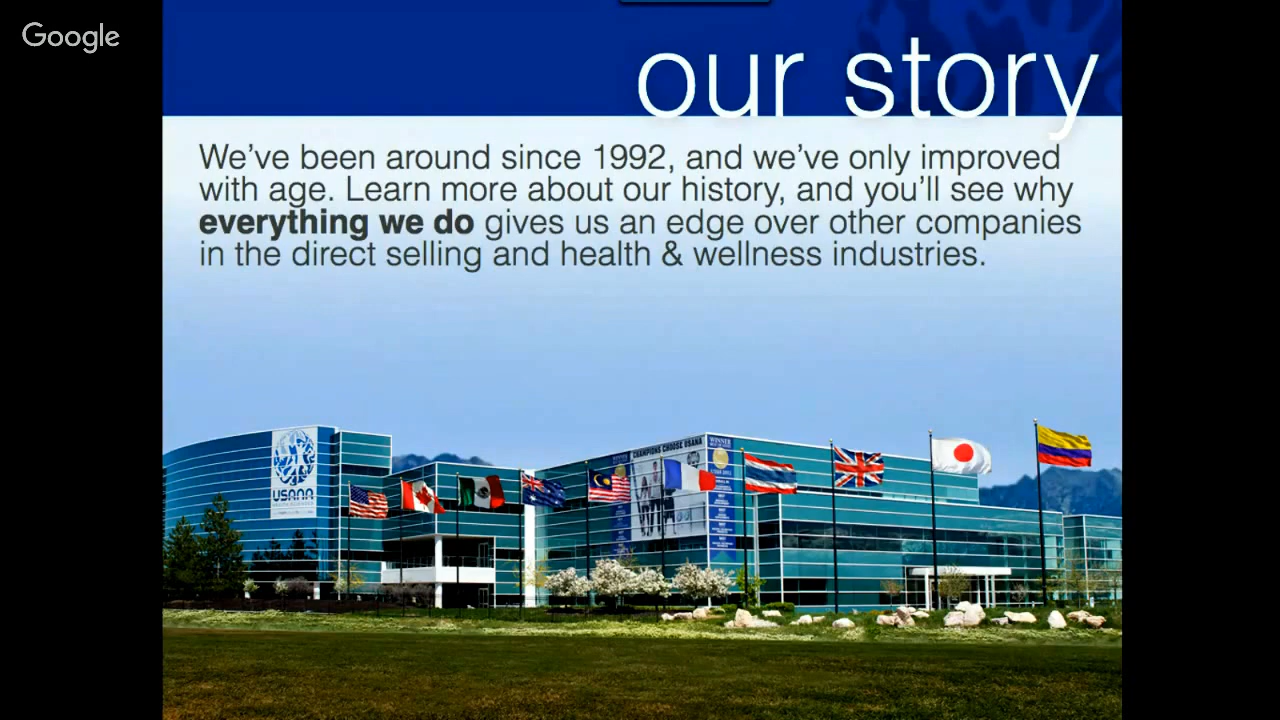 Google
our story
We've been around since 1992, and we've only improved
with age. Learn more about our history, and you'll see why
everything we do gives us an edge over other companies
in the direct selling and health & wellness industries.
CHAMPIONS CHOOSE USANA
WINNER
USANA